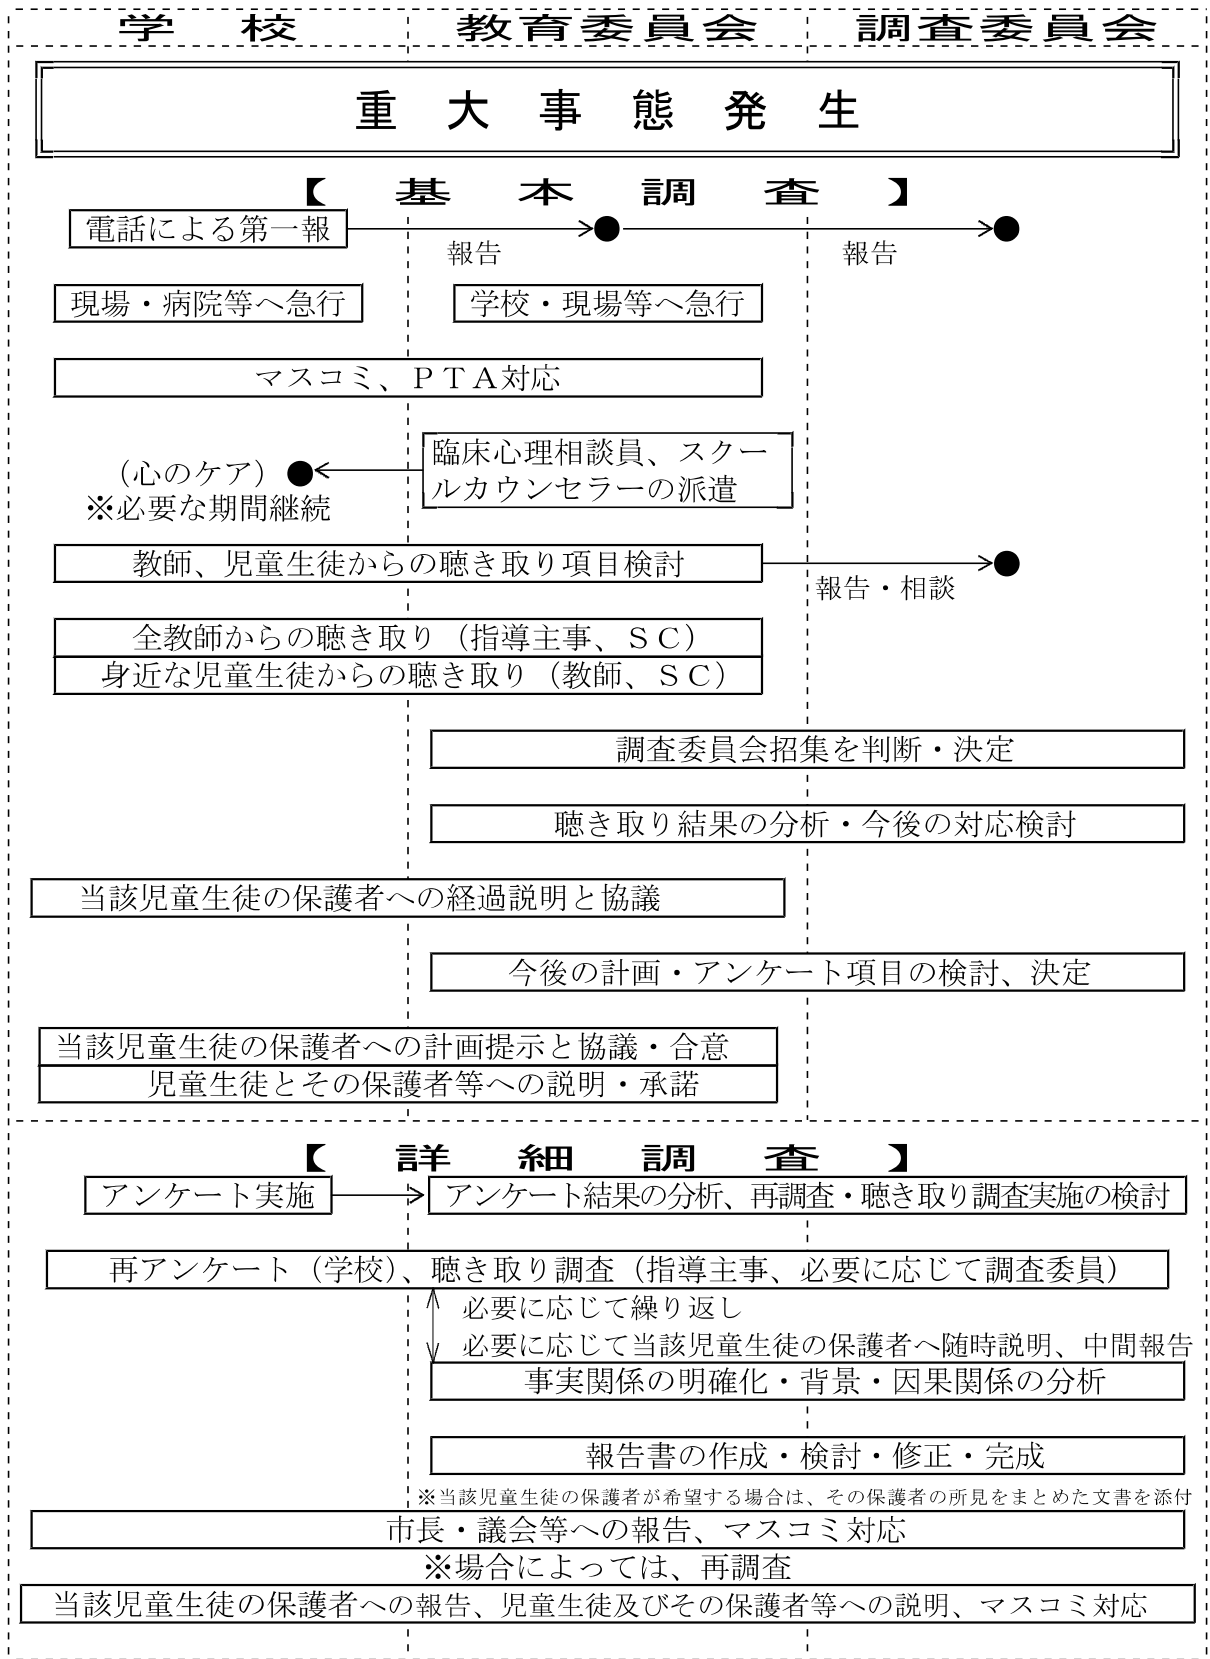 学　校　教育委員会　調査委員会
重大事態発生
【基本調査】
電話による第一報
報告　報告
現場・病院等へ急行　学校・現場等へ急行
マスコミ、ＰＴＡ対応
臨床心理相談員、スクー
ルカウンセラーの派遣
（心のケア）
※必要な期間継続
教師、児童生徒からの聴き取り項目検討
報告・相談
全教師からの聴き取り（指導主事、ＳＣ）
身近な児童生徒からの聴き取り（教師、ＳＣ）
調査委員会招集を判断・決定
聴き取り結果の分析・今後の対応検討
当該児童生徒の保護者への経過説明と協議
今後の計画・アンケート項目の検討、決定
当該児童生徒の保護者への計画提示と協議・合意
児童生徒とその保護者等への説明・承諾
【詳細調査】
アンケート実施　アンケート結果の分析、再調査・聴き取り調査実施の検討
再アンケート（学校）、聴き取り調査（指導主事、必要に応じて調査委員）
必要に応じて繰り返し
必要に応じて当該児童生徒の保護者へ随時説明、中間報告
事実関係の明確化・背景・因果関係の分析
報告書の作成・検討・修正・完成
※当該児童生徒の保護者が希望する場合は、その保護者の所見をまとめた文書を添付
市長・議会等への報告、マスコミ対応
※場合によっては、再調査
当該児童生徒の保護者への報告、児童生徒及びその保護者等への説明、マスコミ対応